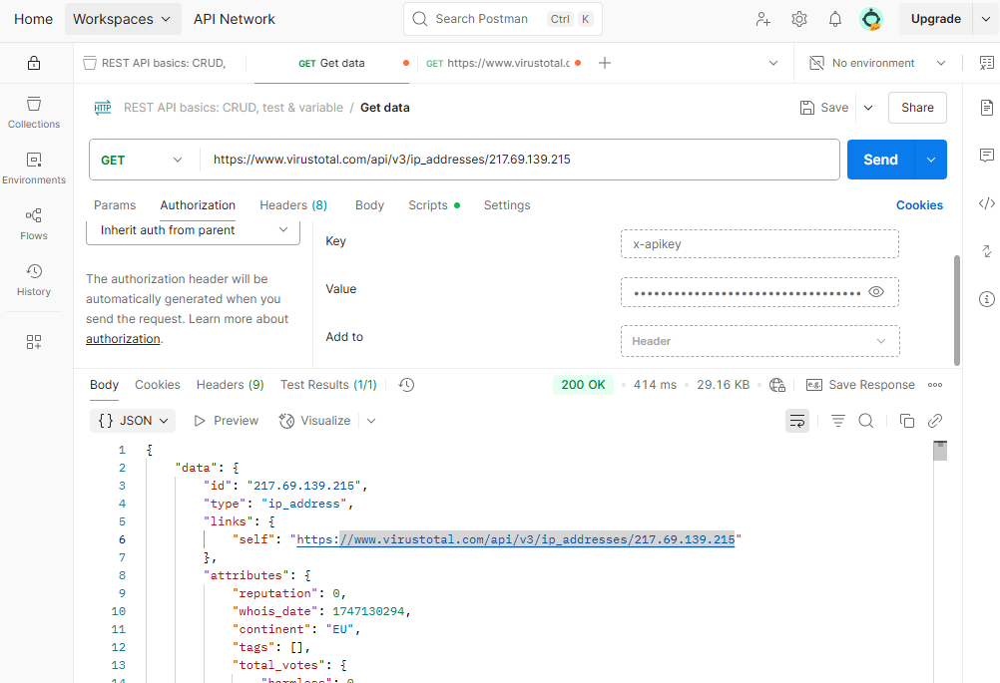 Home Workspaces API Network Search Postman Ctrl K Upgrade
REST API basics: CRUD, GET Get data GET https://www.virustotal.c No environment
HTTP REST API basics: CRUD, test & variable / Get data Save Share
GET https://www.virustotal.com/api/v3/ip_addresses/217.69.139.215 Send
Collections
Environments
Flows
History
Params Authorization Headers (8) Body Scripts Settings Cookies
Inherit auth from parent
The authorization header will be
automatically generated when you
send the request. Learn more about
authorization.
Key x-apikey
Value ••••••••••••••••••••••••••••••••••
Add to Header
Body Cookies Headers (9) Test Results (1/1) 200 OK • 414 ms • 29.16 KB • e.g. Save Response
{} JSON Preview Visualize
1 {
2 "data": {
3 "id": "217.69.139.215",
4 "type": "ip_address",
5 "links": {
6 "self": "https://www.virustotal.com/api/v3/ip_addresses/217.69.139.215"
7 },
8 "attributes": {
9 "reputation": 0,
10 "whois_date": 1747130294,
11 "continent": "EU",
12 "tags": [],
13 "total_votes": {
14 "harmless": 0